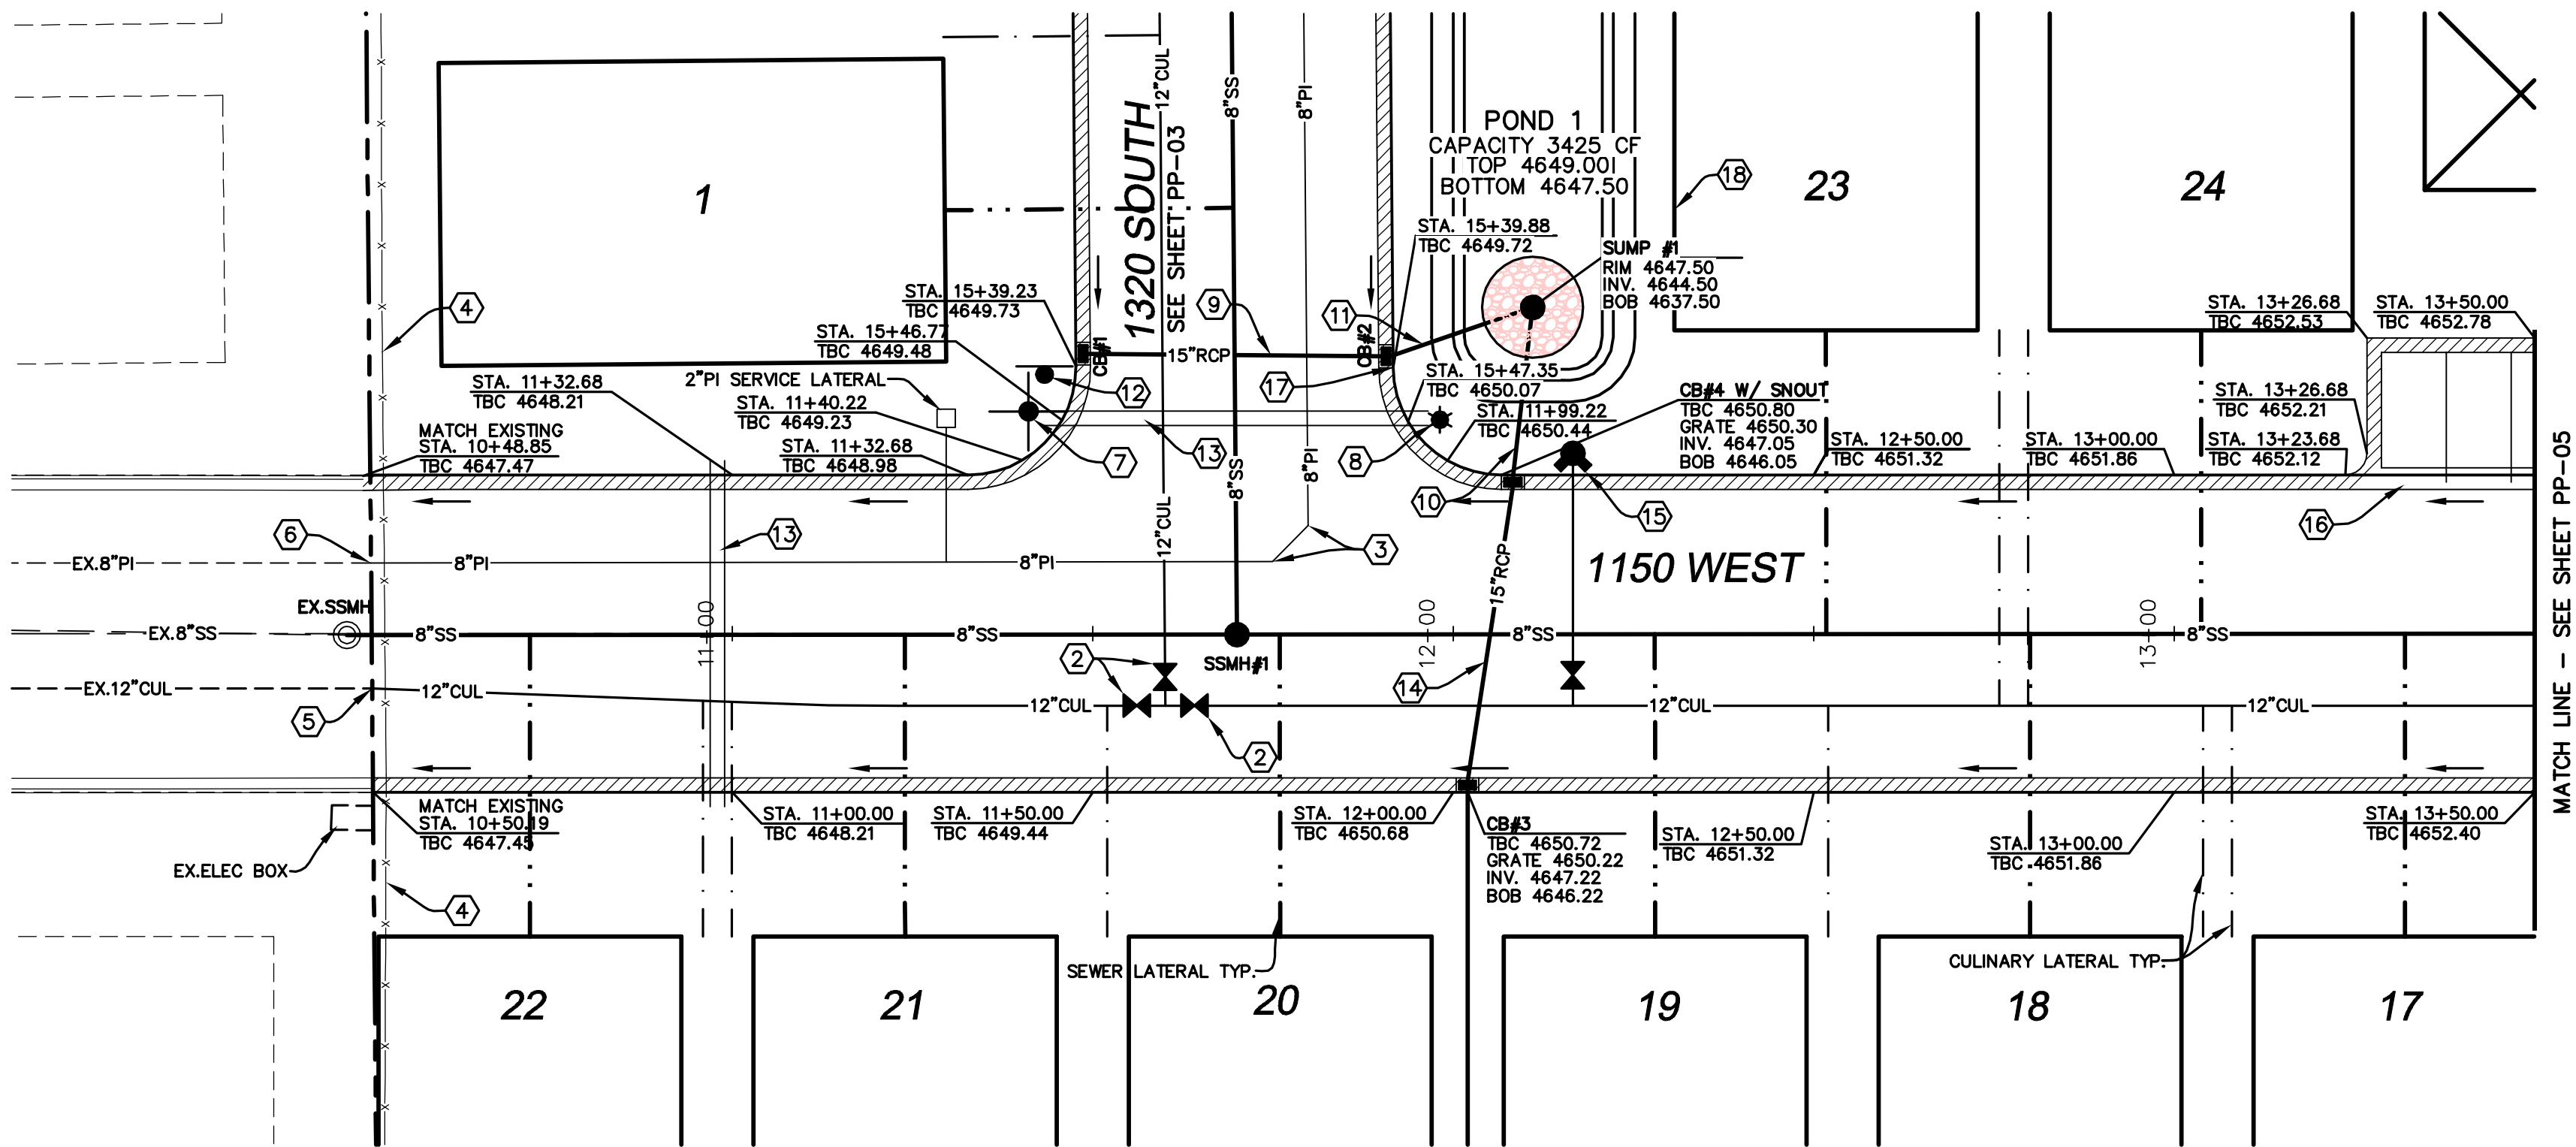 12"CUL
8"SS
8"PI
1320 SOUTH
SEE SHEET PP-03
POND 1
CAPACITY 3425 CF
TOP 4649.00
BOTTOM 4647.50
1
18
23
24
4
STA. 15+39.88
TBC 4649.72
SUMP #1
RIM 4647.50
INV. 4644.50
BOB 4637.50
STA. 15+39.23
TBC 4649.73
9
11
STA. 13+26.68
TBC 4652.53
STA. 13+50.00
TBC 4652.78
STA. 15+46.77
TBC 4649.48
CB#1
15"RCP
CB#2
2"PI SERVICE LATERAL
12
17
STA. 15+47.35
TBC 4650.07
STA. 11+32.68
TBC 4648.21
STA. 11+40.22
TBC 4649.23
CB#4 W/ SNOUT
TBC 4650.80
GRATE 4650.30
INV. 4647.05
BOB 4646.05
STA. 13+26.68
TBC 4652.21
MATCH EXISTING
STA. 10+48.85
TBC 4647.47
STA. 11+32.68
TBC 4648.98
7
13
8
STA. 11+99.22
TBC 4650.44
STA. 12+50.00
TBC 4651.32
STA. 13+00.00
TBC 4651.86
STA. 13+23.68
TBC 4652.12
8"SS
8"PI
10
15
16
6
13
12"CUL
3
EX.8"PI
8"PI
8"PI
15"RCP
1150 WEST
MATCH LINE - SEE SHEET PP-05
EX.SSMH
11+00
12+00
13+00
EX.8"SS
8"SS
8"SS
8"SS
8"SS
2
SSMH#1
14
EX.12"CUL
12"CUL
12"CUL
12"CUL
12"CUL
5
2
MATCH EXISTING
STA. 10+50.19
TBC 4647.45
STA. 11+00.00
TBC 4648.21
STA. 11+50.00
TBC 4649.44
STA. 12+00.00
TBC 4650.68
CB#3
TBC 4650.72
GRATE 4650.22
INV. 4647.22
BOB 4646.22
STA. 12+50.00
TBC 4651.32
STA. 13+00.00
TBC 4651.86
STA. 13+50.00
TBC 4652.40
EX.ELEC BOX
4
SEWER LATERAL TYP.
CULINARY LATERAL TYP.
22
21
20
19
18
17